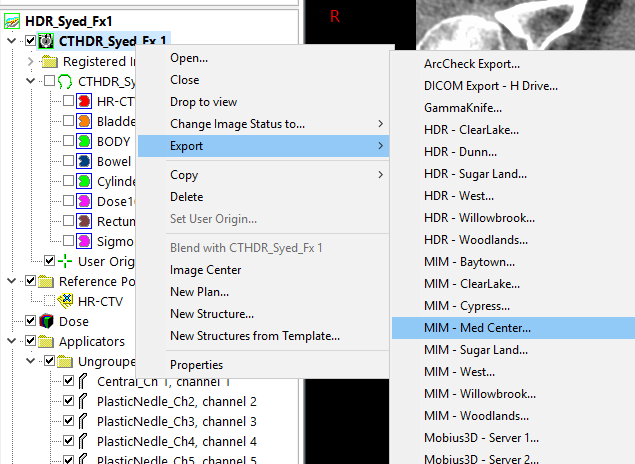 HDR_Syed_Fx1
CTHDR_Syed_Fx 1
Registered I
CTHDR_Sy
HR-CT
Bladde
BODY
Bowel
Cylinde
Dose10
Rectun
Sigmo
User Orig
Reference Po
HR-CTV
Dose
Applicators
Ungroupe
Central_Ch 1, channel 1
PlasticNedle_Ch2, channel 2
PlasticNedle_Ch3, channel 3
PlasticNedle_Ch4, channel 4
PlasticNedle_Ch5, channel 5
Open...
Close
Drop to view
Change Image Status to...
Export
Copy
Delete
Set User Origin...
Blend with CTHDR_Syed_Fx 1
Image Center
New Plan...
New Structure...
New Structures from Template...
Properties
R
ArcCheck Export...
DICOM Export - H Drive...
GammaKnife...
HDR - ClearLake...
HDR - Dunn...
HDR - Sugar Land...
HDR - West...
HDR - Willowbrook...
HDR - Woodlands...
MIM - Baytown...
MIM - ClearLake...
MIM - Cypress...
MIM - Med Center...
MIM - Sugar Land...
MIM - West...
MIM - Willowbrook...
MIM - Woodlands...
Mobius3D - Server 1...
Mobius3D - Server 2...